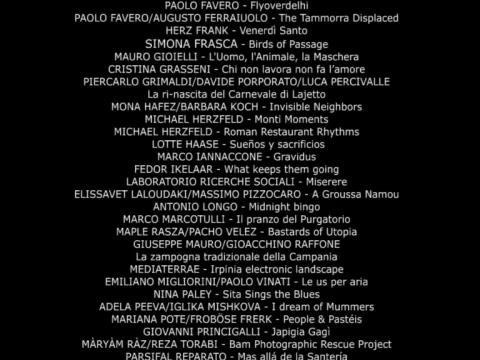 PAOLO FAVERO - Flyoverdelhi
PAOLO FAVERO/AUGUSTO FERRAIUOLO - The Tammorra Displaced
HERZ FRANK - Venerdì Santo
SIMONA FRASCA - Birds of Passage
MAURO GIOIELLI - L'Uomo, l'Animale, la Maschera
CRISTINA GRASSENI - Chi non lavora non fa l'amore
PIERCARLO GRIMALDI/DAVIDE PORPORATO/LUCA PERCIVALLE
La ri-nascita del Carnevale di Lajetto
MONA HAFEZ/BARBARA KOCH - Invisible Neighbors
MICHAEL HERZFELD - Monti Moments
MICHAEL HERZFELD - Roman Restaurant Rhythms
LOTTE HAASE - Sueños y sacrificios
MARCO IANNACCONE - Gravidus
FEDOR IKELAAR - What keeps them going
LABORATORIO RICERCHE SOCIALI - Miserere
ELISSAVET LALOUDAKI/MASSIMO PIZZOCARO - A Groussa Namou
ANTONIO LONGO - Midnight bingo
MARCO MARCOTULLI - Il pranzo del Purgatorio
MAPLE RASZA/PACHO VELEZ - Bastards of Utopia
GIUSEPPE MAURO/GIOACCHINO RAFFONE
La zampogna tradizionale della Campania
MEDIATERRAE - Irpinia electronic landscape
EMILIANO MIGLIORINI/PAOLO VINATI - Le us per aria
NINA PALEY - Sita Sings the Blues
ADELA PEEVA/IGLIKA MISHKOVA - I dream of Mummers
MARIANA POTE/FROBÖSE FRERK - People & Pastéis
GIOVANNI PRINCIGALLI - Japigia Gagì
MÀRYÀM RÀZ/REZA TORABI - Bam Photographic Rescue Project
PARSIFAL REPARATO - Mas allá de la Santería